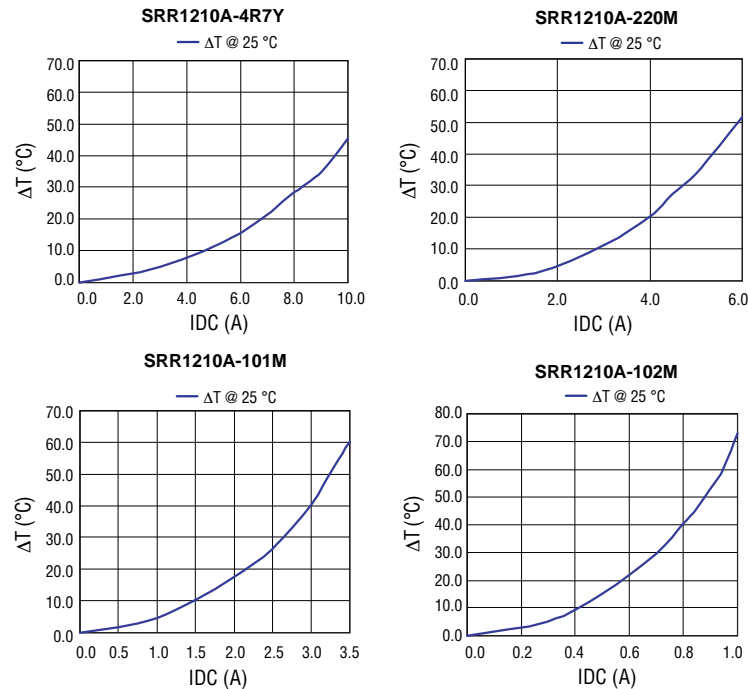 SRR1210A-4R7Y
ΔT @ 25 °C
70.0
60.0
50.0
40.0
30.0
20.0
10.0
0.0
ΔT (°C)
0.0 2.0 4.0 6.0 8.0 10.0
IDC (A)
SRR1210A-220M
ΔT @ 25 °C
70.0
60.0
50.0
40.0
30.0
20.0
10.0
0.0
ΔT (°C)
0.0 2.0 4.0 6.0
IDC (A)
SRR1210A-101M
ΔT @ 25 °C
70.0
60.0
50.0
40.0
30.0
20.0
10.0
0.0
ΔT (°C)
0.0 0.5 1.0 1.5 2.0 2.5 3.0 3.5
IDC (A)
SRR1210A-102M
ΔT @ 25 °C
80.0
70.0
60.0
50.0
40.0
30.0
20.0
10.0
0.0
ΔT (°C)
0.0 0.2 0.4 0.6 0.8 1.0
IDC (A)